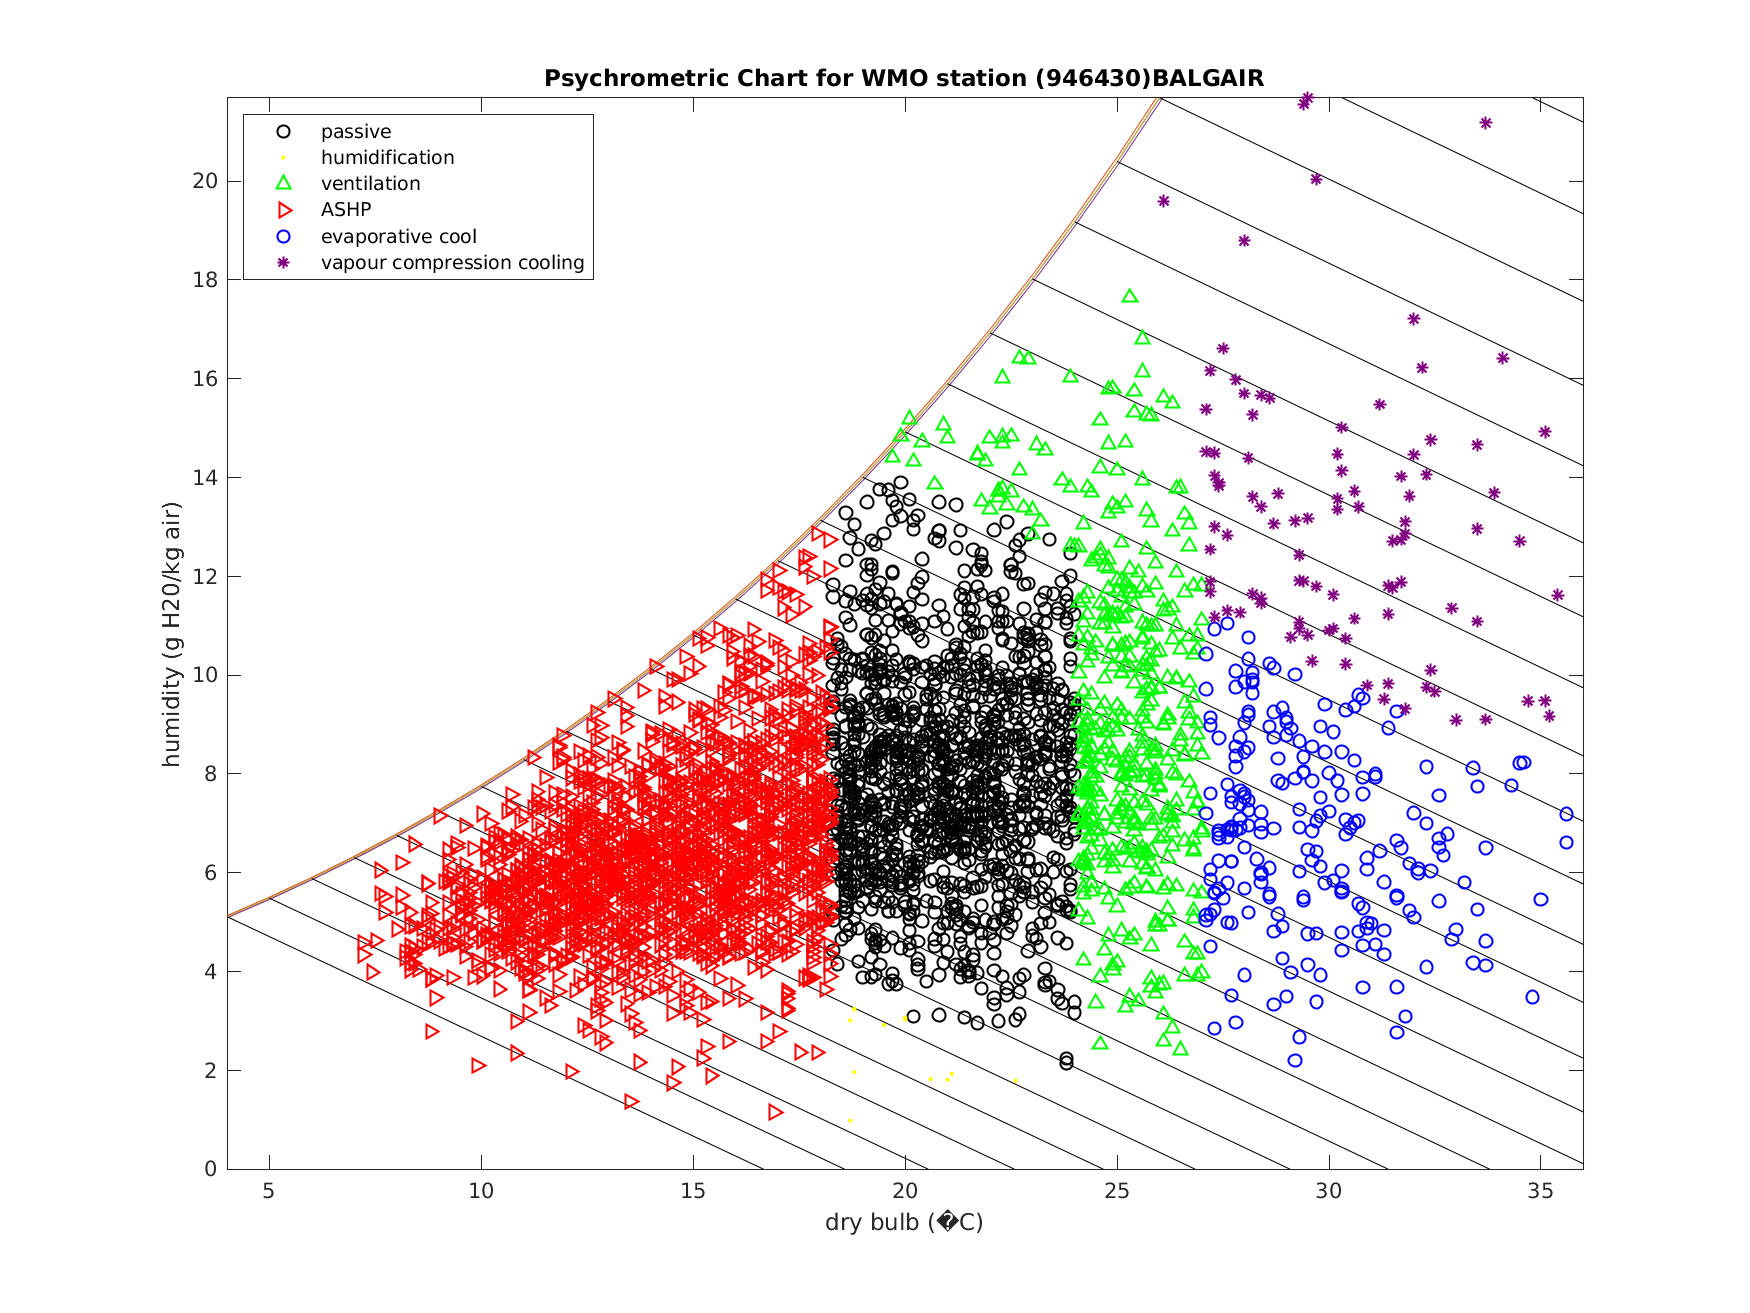 Psychrometric Chart for WMO station (946430)BALGAIR
passive
humidification
ventilation
ASHP
evaporative cool
vapour compression cooling
humidity (g H20/kg air)
20
18
16
14
12
10
8
6
4
2
0
5 10 15 20 25 30 35
dry bulb (�C)